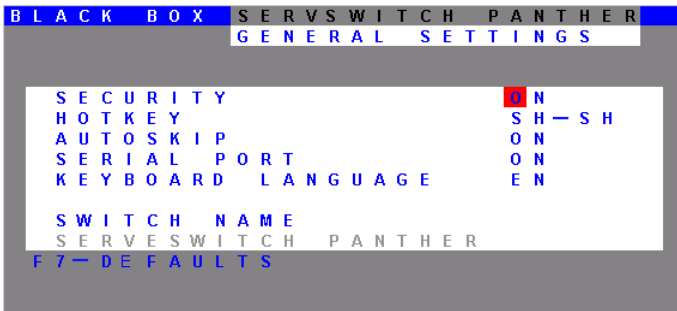 BLACK BOX SERVSWITCH PANTHER
GENERAL SETTINGS
SECURITY ON
HOTKEY SH—SH
AUTOSKIP ON
SERIAL PORT ON
KEYBOARD LANGUAGE EN
SWITCH NAME
SERVESWITCH PANTHER
F7—DEFAULTS